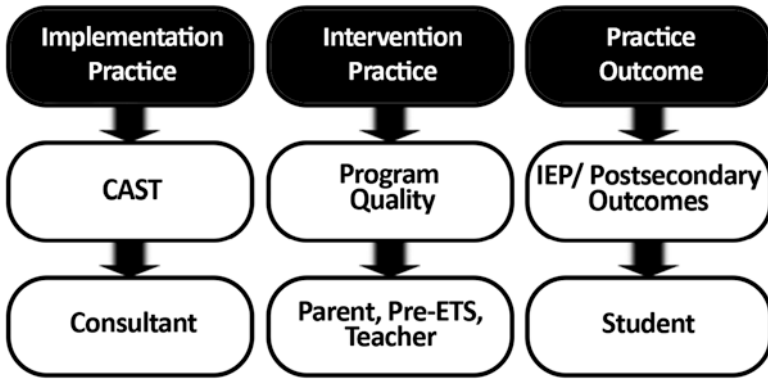 Implementation
Practice
Intervention
Practice
Practice
Outcome
CAST
Program
Quality
IEP/ Postsecondary
Outcomes
Consultant
Parent, Pre-ETS,
Teacher
Student